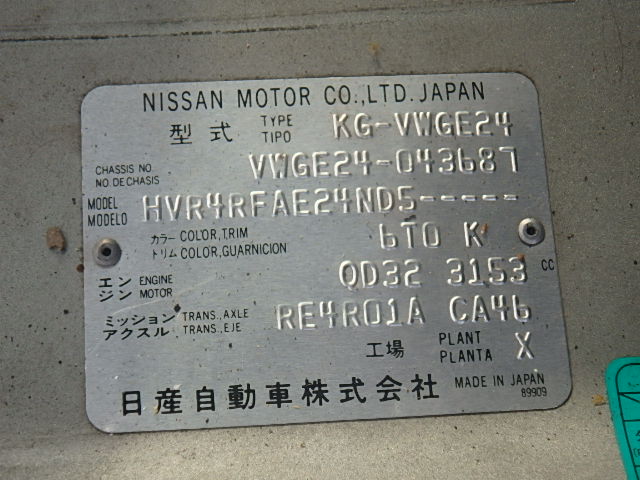 NISSAN MOTOR CO.,LTD. JAPAN
型式 TYPE TIPO KG-VWGE24
CHASSIS NO NO DE CHASIS VWGE24-043687
MODEL MODELO HVR4RFAE24ND5-----
カラー COLOR,TRIM
トリム COLOR,GUARNICION 6T0 K
エンジン ENGINE MOTOR QD32 3153 CC
ミッション TRANS.,AXLE
アクスル TRANS.,EJE RE4R01A CA46
工場 PLANT PLANTA X
日産自動車株式会社 MADE IN JAPAN
89909